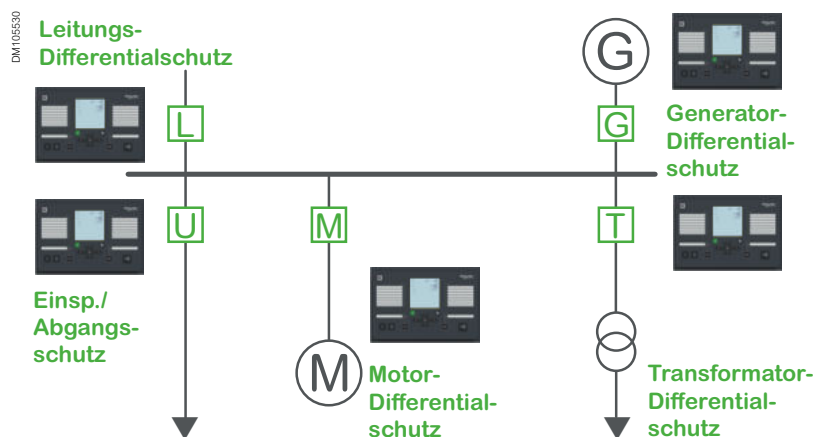 DM105530
Leitungs-
Differentialschutz
G
L
G
Generator-
Differential-
schutz
U
M
T
Einsp./
Abgangs-
schutz
M
Motor-
Differential-
schutz
Transformator-
Differential-
schutz